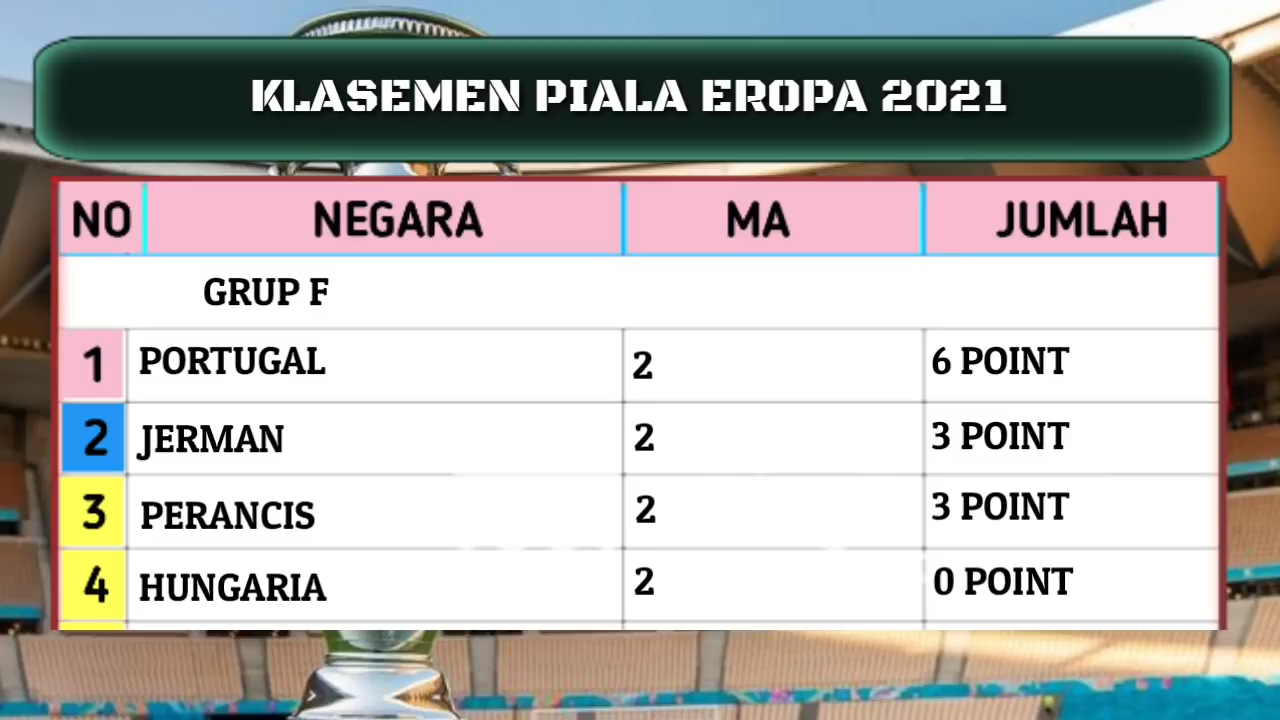 KLASEMEN PIALA EROPA 2021
NO NEGARA MA JUMLAH
GRUP F
1 PORTUGAL 2 6 POINT
2 JERMAN 2 3 POINT
3 PERANCIS 2 3 POINT
4 HUNGARIA 2 0 POINT